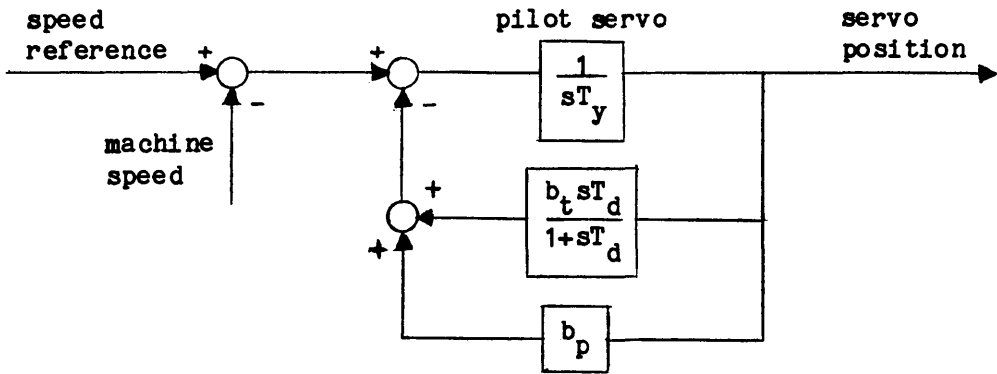 speed
reference
pilot servo
servo
position
+
-
+
-
1
sT_y
machine
speed
+
+
b_t sT_d
1+sT_d
b_p